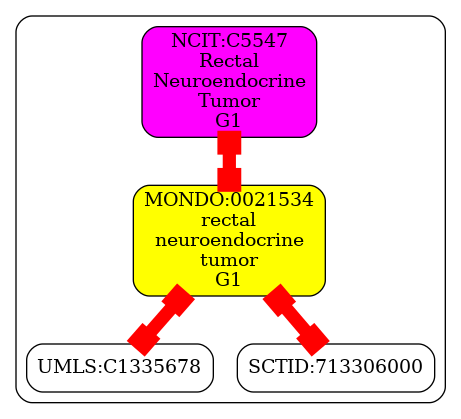 NCIT:C5547
Rectal
Neuroendocrine
Tumor
G1
MONDO:0021534
rectal
neuroendocrine
tumor
G1
UMLS:C1335678
SCTID:713306000